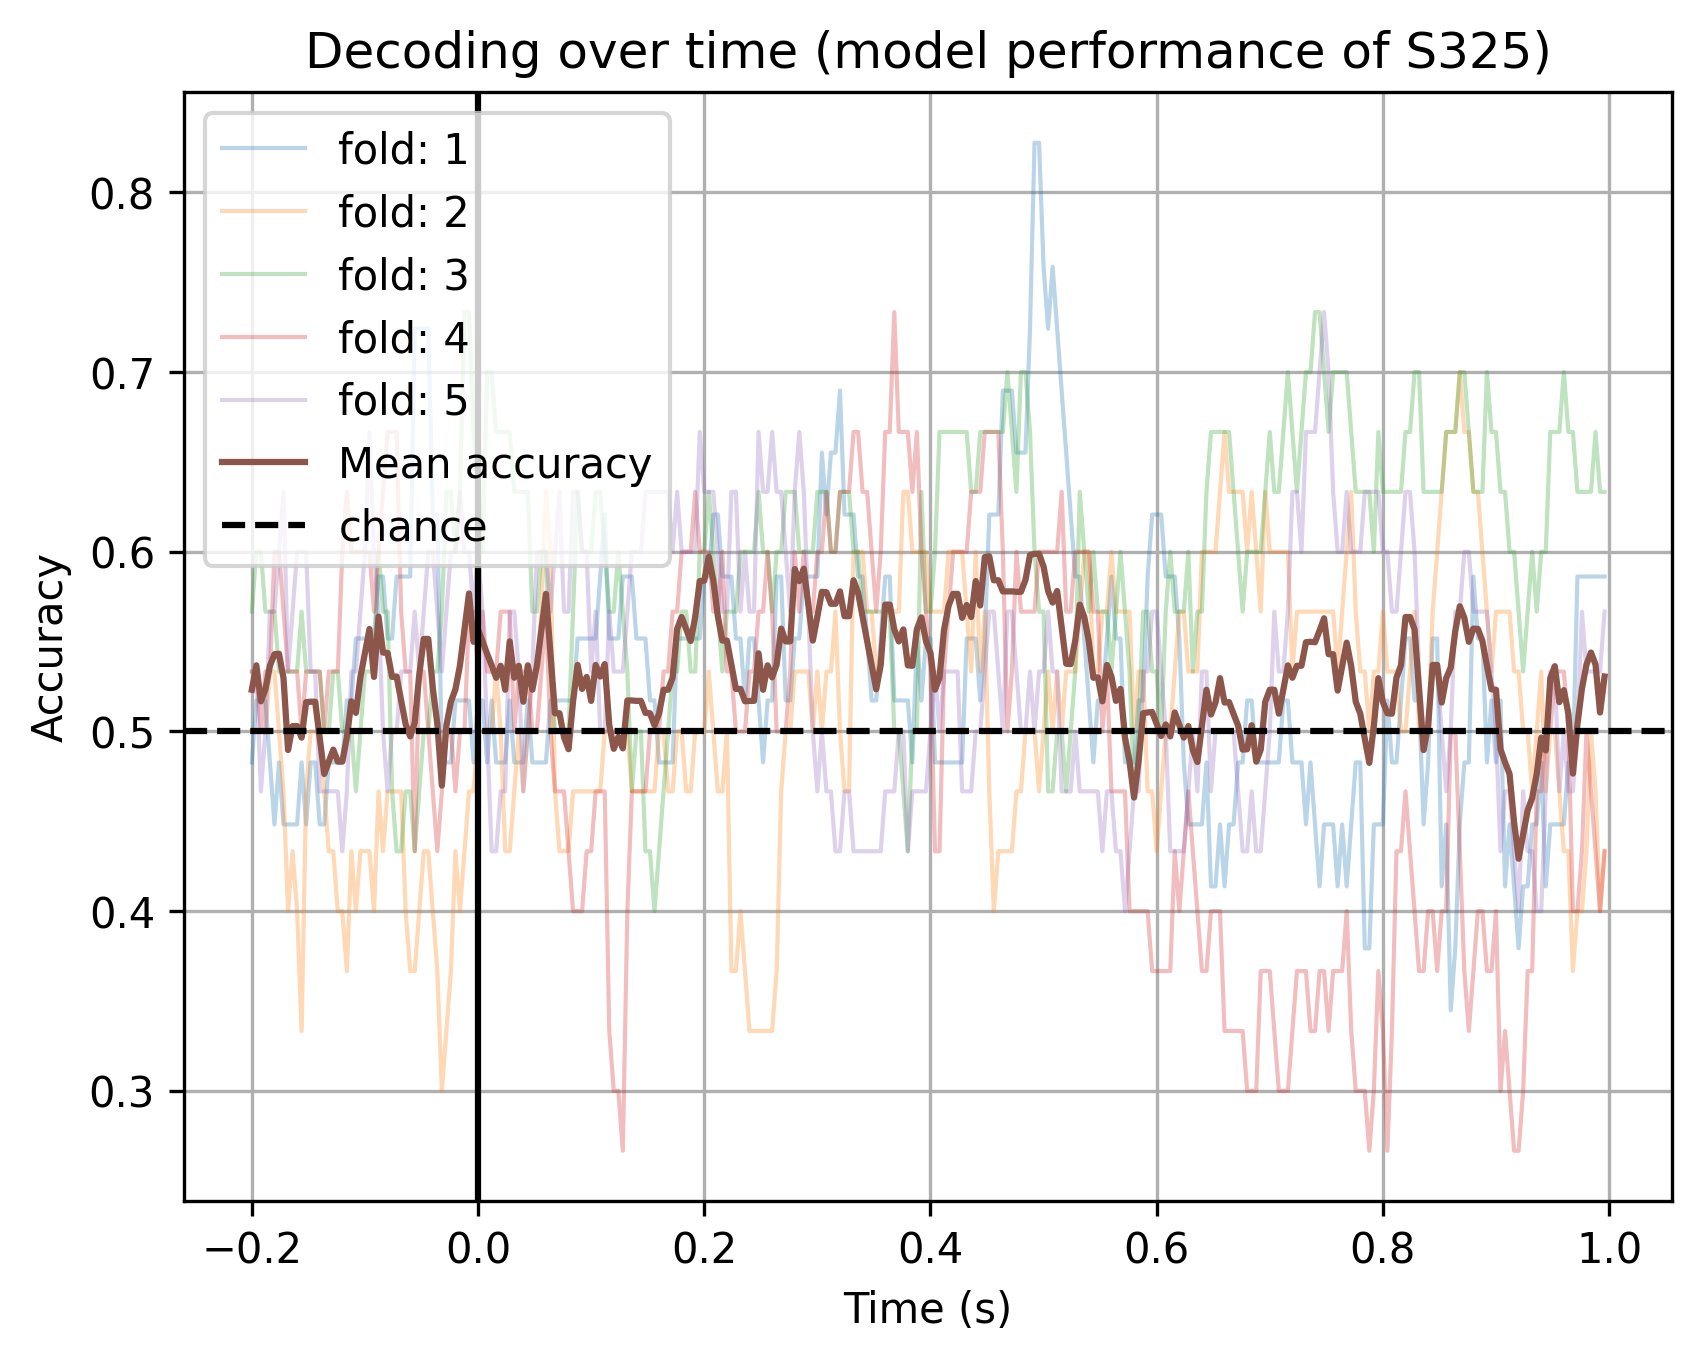 Decoding over time (model performance of S325)
fold: 1
fold: 2
fold: 3
fold: 4
fold: 5
Mean accuracy
chance
Accuracy
0.8
0.7
0.6
0.5
0.4
0.3
−0.2
0.0
0.2
0.4
0.6
0.8
1.0
Time (s)